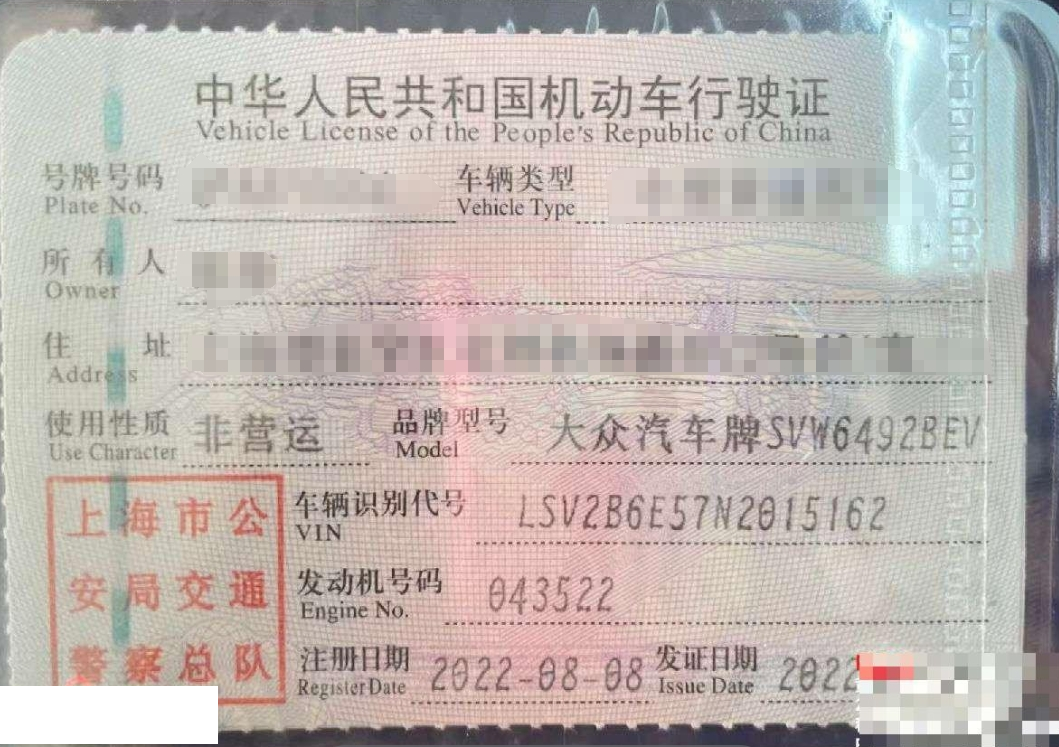 中华人民共和国机动车行驶证
Vehicle License of the People's Republic of China
号牌号码
Plate No.
车辆类型
Vehicle Type
所有人
Owner
住址
Address
使用性质 非营运
Use Character
品牌型号 大众汽车牌SVW6492BEV
Model
上海市公
安局交通
警察总队
车辆识别代号 LSV2B6E57N2015162
VIN
发动机号码 043522
Engine No.
注册日期 2022-08-08
Register Date
发证日期 2022
Issue Date